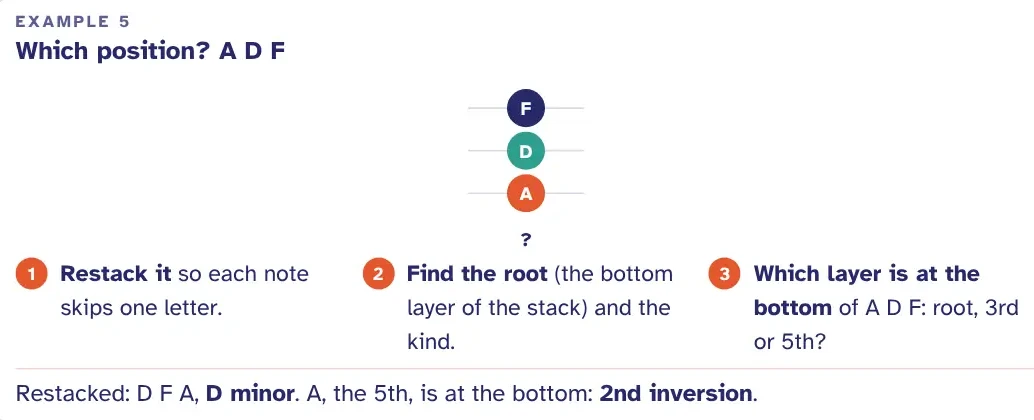 EXAMPLE 5
Which position? A D F
F
D
A
?
1 Restack it so each note
skips one letter.
2 Find the root (the bottom
layer of the stack) and the
kind.
3 Which layer is at the
bottom of A D F: root, 3rd
or 5th?
Restacked: D F A, D minor. A, the 5th, is at the bottom: 2nd inversion.